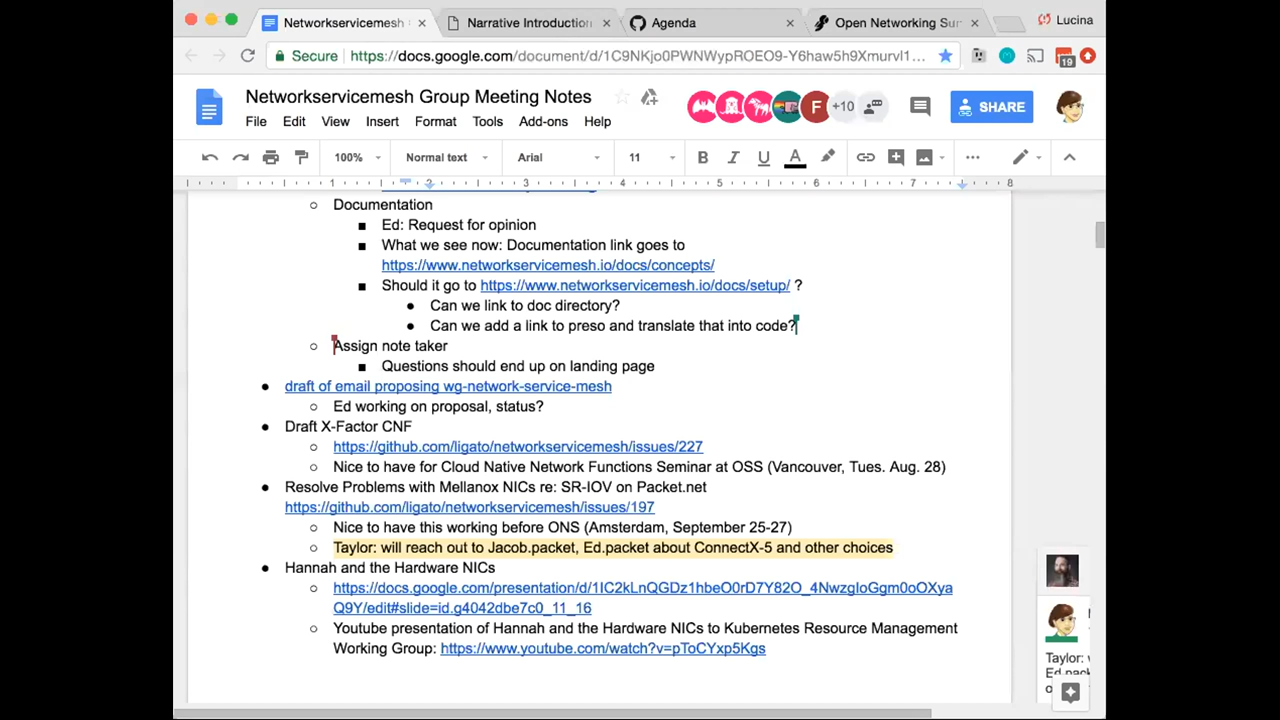 Networkservicemesh
Narrative Introduction
Agenda
Open Networking Sur
Lucina
Secure
https://docs.google.com/document/d/1C9NKjo0PWNWypROEO9-Y6haw5h9Xmurvl1...
19
Networkservicemesh Group Meeting Notes
F
+10
SHARE
File Edit View Insert Format Tools Add-ons Help
100% Normal text Arial 11 B I U A
1 2 3 4 5 6 7 8
Documentation
Ed: Request for opinion
What we see now: Documentation link goes to
https://www.networkservicemesh.io/docs/concepts/
Should it go to https://www.networkservicemesh.io/docs/setup/ ?
Can we link to doc directory?
Can we add a link to preso and translate that into code?
Assign note taker
Questions should end up on landing page
draft of email proposing wg-network-service-mesh
Ed working on proposal, status?
Draft X-Factor CNF
https://github.com/ligato/networkservicemesh/issues/227
Nice to have for Cloud Native Network Functions Seminar at OSS (Vancouver, Tues. Aug. 28)
Resolve Problems with Mellanox NICs re: SR-IOV on Packet.net
https://github.com/ligato/networkservicemesh/issues/197
Nice to have this working before ONS (Amsterdam, September 25-27)
Taylor: will reach out to Jacob.packet, Ed.packet about ConnectX-5 and other choices
Hannah and the Hardware NICs
https://docs.google.com/presentation/d/1IC2kLnQGDz1hbeO0rD7Y82O_4NwzgIoGgm0oOXya
Q9Y/edit#slide=id.g4042dbe7c0_11_16
Youtube presentation of Hannah and the Hardware NICs to Kubernetes Resource Management
Working Group: https://www.youtube.com/watch?v=pToCYxp5Kgs
Taylor: